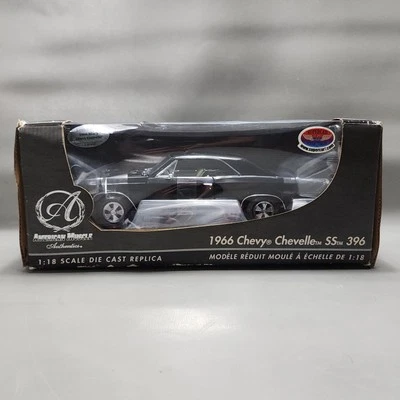 A
AMERICAN MUSCLE
Authentics
1966 Chevy® Chevelle™ SS™ 396
1:18 SCALE DIE CAST REPLICA
MODÈLE RÉDUIT MOULÉ À ÉCHELLE DE 1:18